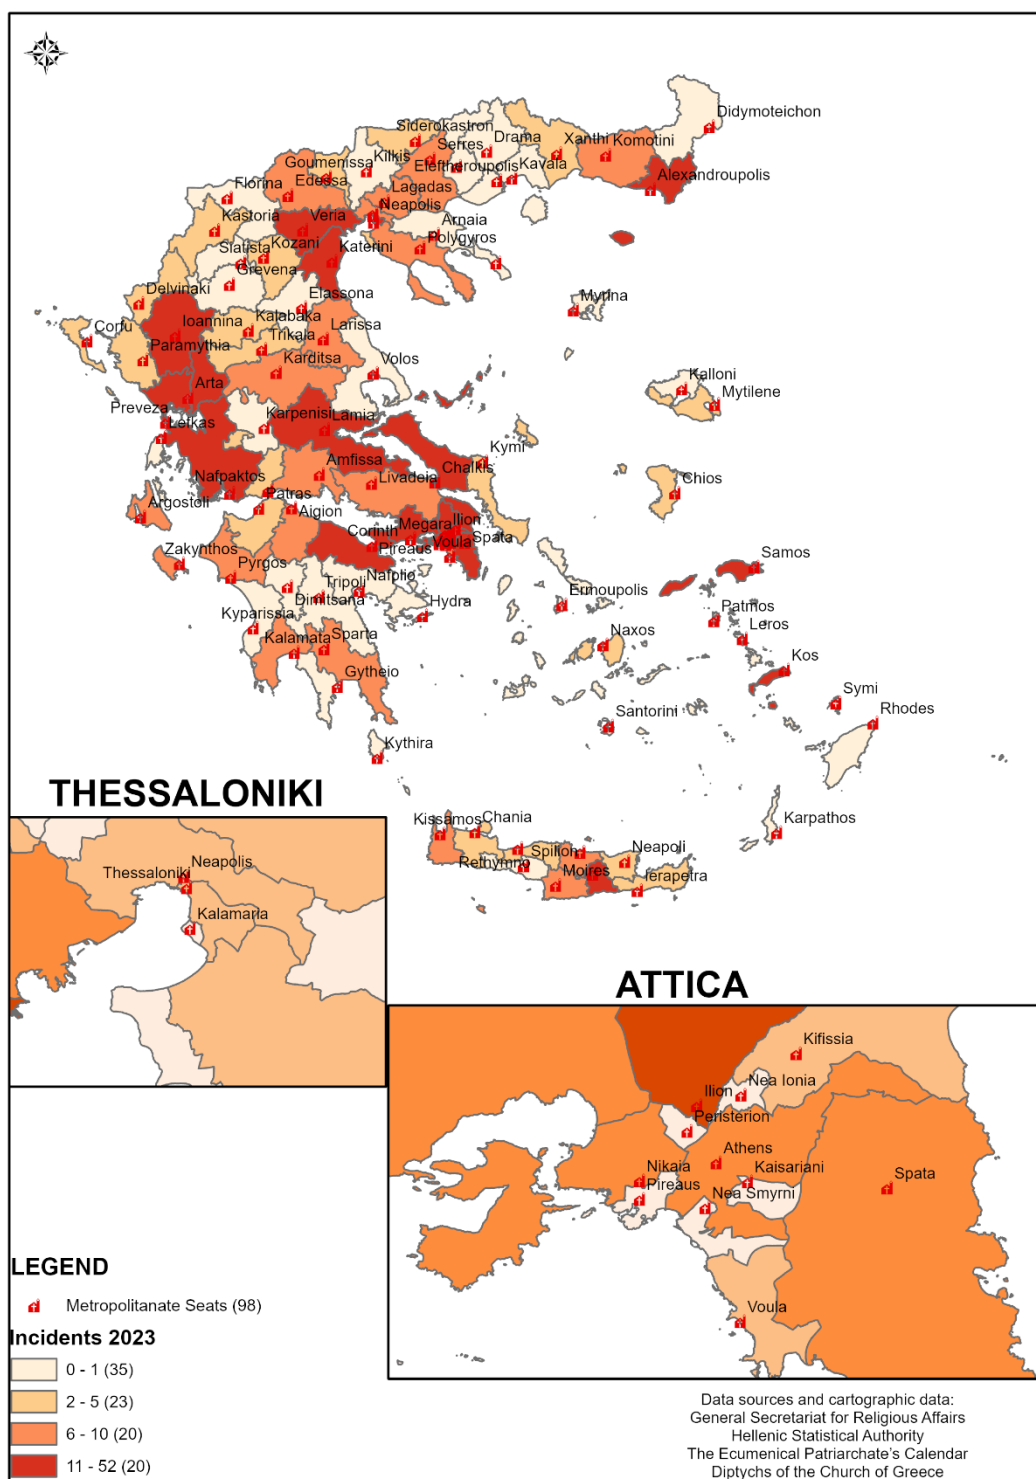 Didymoteichon
Siderokastron
Drama
Xanthi
Komotini
Serres
Kilkis
Goumenissa
Eleftheroupolis
Kavala
Alexandroupolis
Edessa
Florina
Lagadas
Neapolis
Kastoria
Veria
Arnaia
Polygyros
Siatista
Kozani
Katerini
Grevena
Delvinaki
Elassona
Myrina
Ioannina
Kalabaka
Larissa
Corfu
Paramythia
Trikala
Karditsa
Volos
Kalloni
Mytilene
Arta
Preveza
Lefkas
Karpenisi
Lamia
Kymi
Amfissa
Chalkis
Nafpaktos
Livadeia
Chios
Argostoli
Patras
Aigion
Megara
Ilion
Corinth
Voula
Spata
Zakynthos
Pyrgos
Pireaus
Nafplio
Samos
Tripoli
Dimitsana
Ermoupolis
Kyparissia
Hydra
Patmos
Leros
Kalamata
Sparta
Naxos
Kos
Gytheio
Symi
Santorini
Rhodes
Kythira
THESSALONIKI
Kissamos
Chania
Karpathos
Rethymno
Spilion
Neapoli
Moires
Ierapetra
Neapolis
Thessaloniki
Kalamaria
ATTICA
Kifissia
Ilion
Nea Ionia
Peristerion
Athens
Nikaia
Kaisariani
Pireaus
Nea Smyrni
Spata
Voula
LEGEND
Metropolitanate Seats (98)
Incidents 2023
0 - 1 (35)
2 - 5 (23)
6 - 10 (20)
11 - 52 (20)
Data sources and cartographic data:
General Secretariat for Religious Affairs
Hellenic Statistical Authority
The Ecumenical Patriarchate's Calendar
Diptychs of the Church of Greece